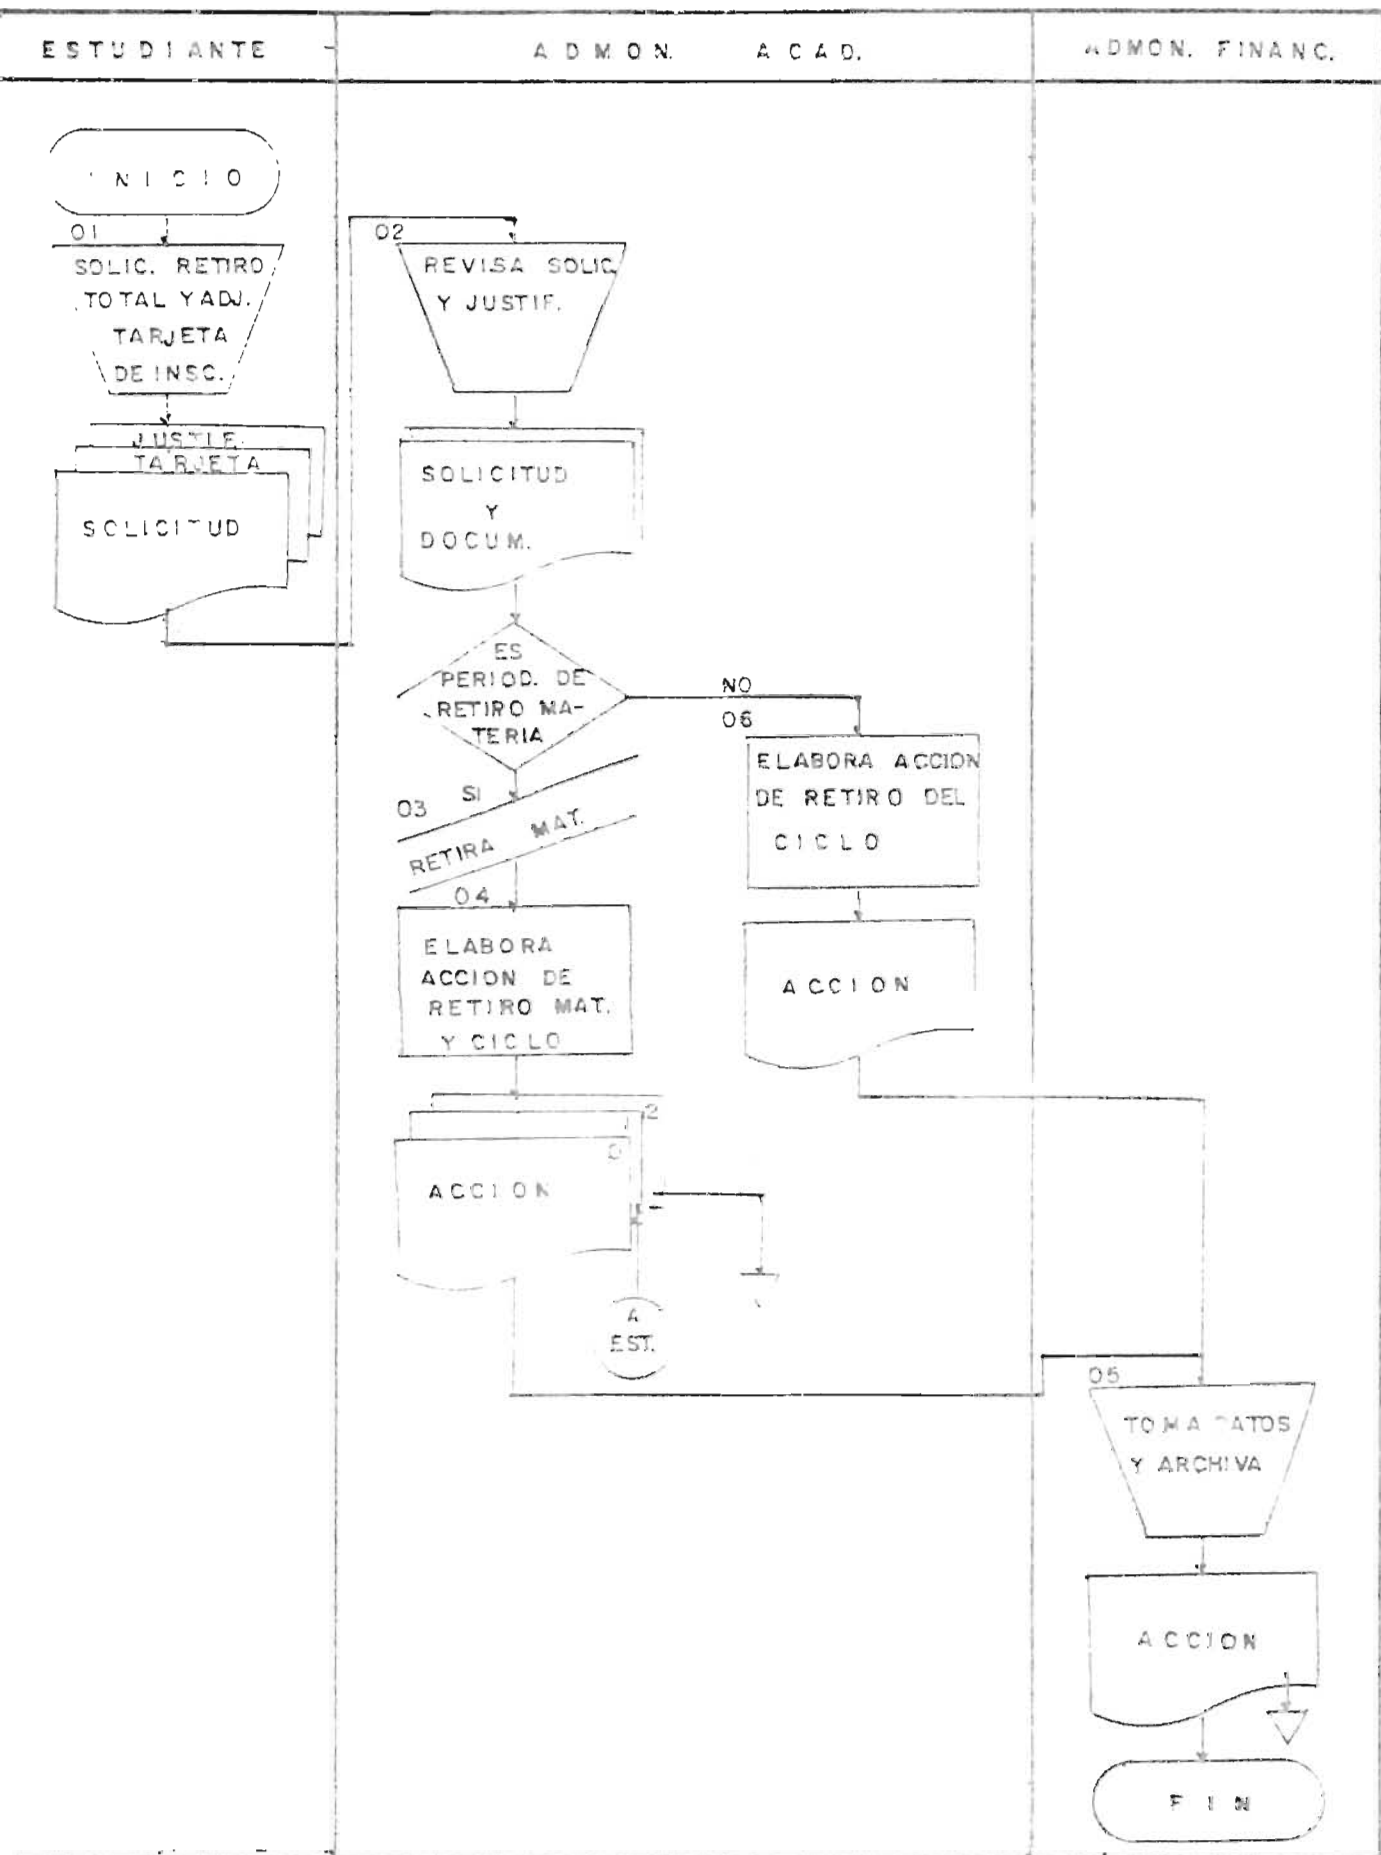 ESTUDIANTE
ADMON. ACAD.
ADMON. FINANC.
INICIO
01
SOLIC. RETIRO
TOTAL Y ADJ.
TARJETA
DE INSC.
JUSTIF.
TARJETA
SOLICITUD
02
REVISA SOLIC
Y JUSTIF.
SOLICITUD
Y
DOCUM.
ES
PERIOD. DE
RETIRO MA-
TERIA
NO
06
ELABORA ACCION
DE RETIRO DEL
CICLO
ACCION
SI
03
RETIRA MAT.
04
ELABORA
ACCION DE
RETIRO MAT.
Y CICLO
2
ACCION
A
EST.
05
TOMA DATOS
Y ARCHIVA
ACCION
FIN